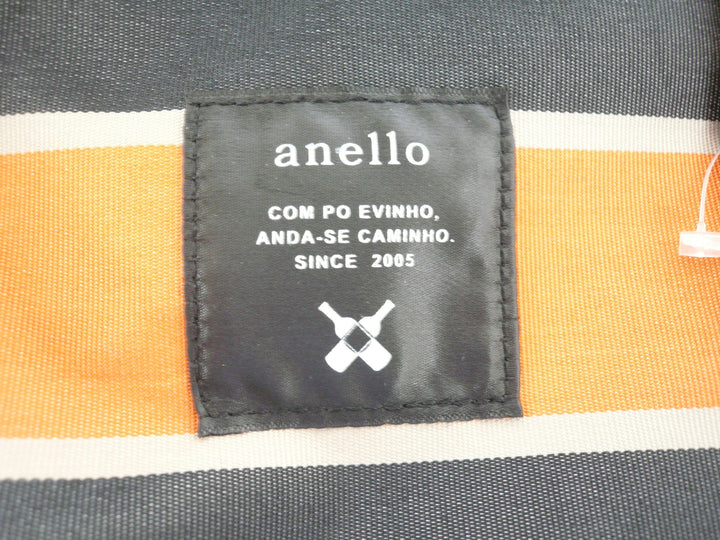 anello
COM PO EVINHO,
ANDA-SE CAMINHO.
SINCE 2005